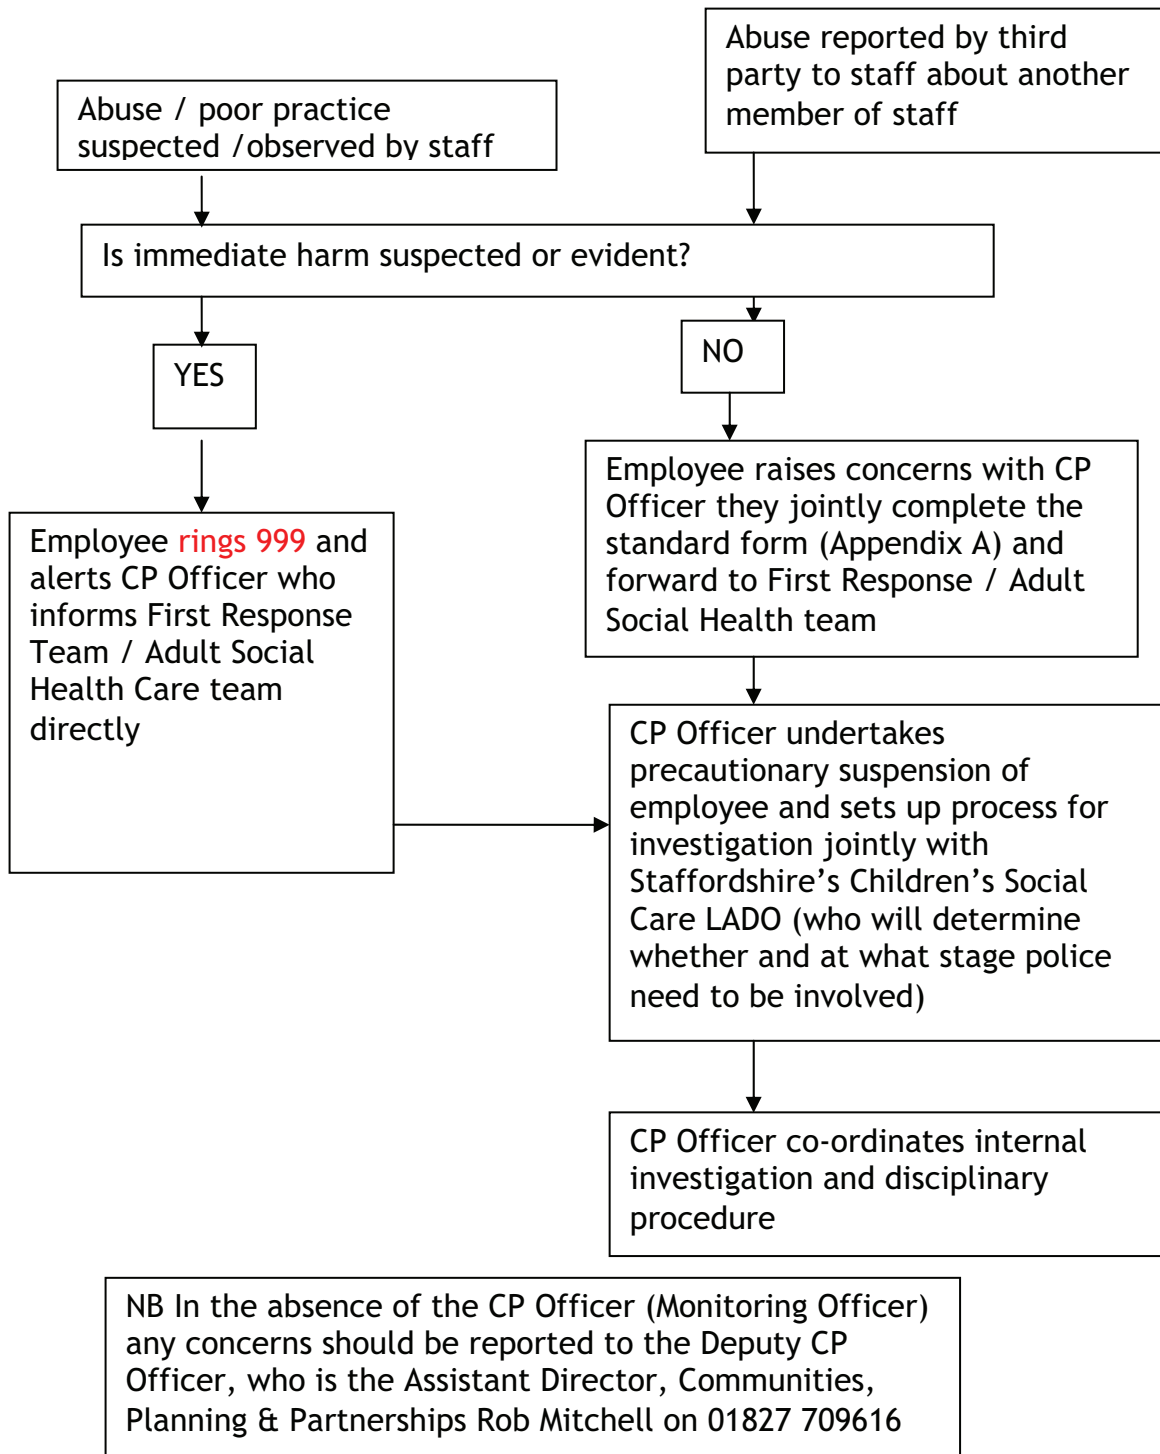 Abuse reported by third
party to staff about another
member of staff
Abuse / poor practice
suspected /observed by staff
Is immediate harm suspected or evident?
YES
NO
Employee rings 999 and
alerts CP Officer who
informs First Response
Team / Adult Social
Health Care team
directly
Employee raises concerns with CP
Officer they jointly complete the
standard form (Appendix A) and
forward to First Response / Adult
Social Health team
CP Officer undertakes
precautionary suspension of
employee and sets up process for
investigation jointly with
Staffordshire’s Children’s Social
Care LADO (who will determine
whether and at what stage police
need to be involved)
CP Officer co-ordinates internal
investigation and disciplinary
procedure
NB In the absence of the CP Officer (Monitoring Officer)
any concerns should be reported to the Deputy CP
Officer, who is the Assistant Director, Communities,
Planning & Partnerships Rob Mitchell on 01827 709616